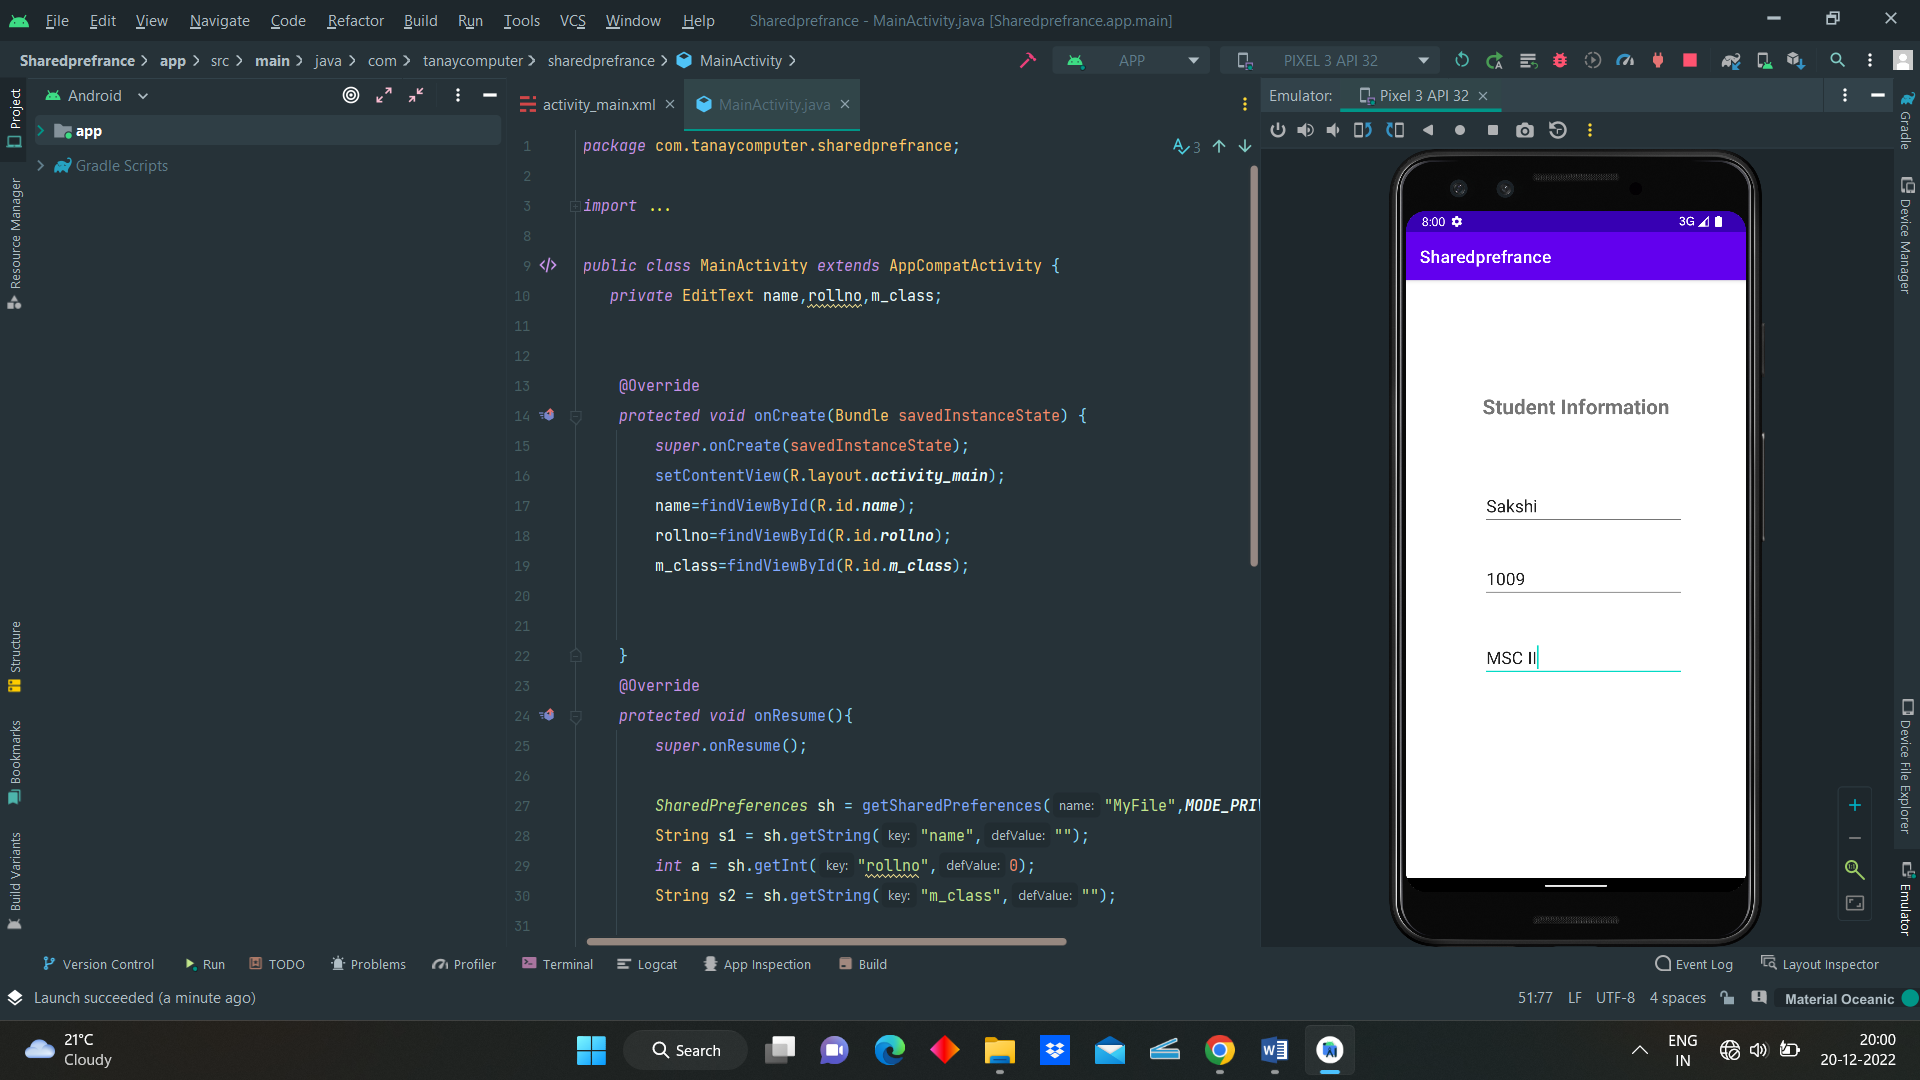 File Edit View Navigate Code Refactor Build Run Tools VCS Window Help Sharedprefrance - MainActivity.java [Sharedprefrance.app.main]
Sharedprefrance app src main java com tanaycomputer sharedprefrance MainActivity APP PIXEL 3 API 32
Project
Resource Manager
Structure
Bookmarks
Build Variants
Android
app
Gradle Scripts
activity_main.xml MainActivity.java
3
1 package com.tanaycomputer.sharedprefrance;
2
3 import ...
8
9 public class MainActivity extends AppCompatActivity {
10 private EditText name,rollno,m_class;
11
12
13 @Override
14 protected void onCreate(Bundle savedInstanceState) {
15 super.onCreate(savedInstanceState);
16 setContentView(R.layout.activity_main);
17 name=findViewById(R.id.name);
18 rollno=findViewById(R.id.rollno);
19 m_class=findViewById(R.id.m_class);
20
21
22 }
23 @Override
24 protected void onResume(){
25 super.onResume();
26
27 SharedPreferences sh = getSharedPreferences( name: "MyFile",MODE_PRI
28 String s1 = sh.getString( key: "name", defValue: "");
29 int a = sh.getInt( key: "rollno", defValue: 0);
30 String s2 = sh.getString( key: "m_class", defValue: "");
31
Emulator: Pixel 3 API 32
8:00 3G
Sharedprefrance
Student Information
Sakshi
1009
MSC II
1:1
Gradle
Device Manager
Device File Explorer
Emulator
Version Control Run TODO Problems Profiler Terminal Logcat App Inspection Build Event Log Layout Inspector
Launch succeeded (a minute ago) 51:77 LF UTF-8 4 spaces Material Oceanic
21°C
Cloudy
Search
ENG
IN
20:00
20-12-2022